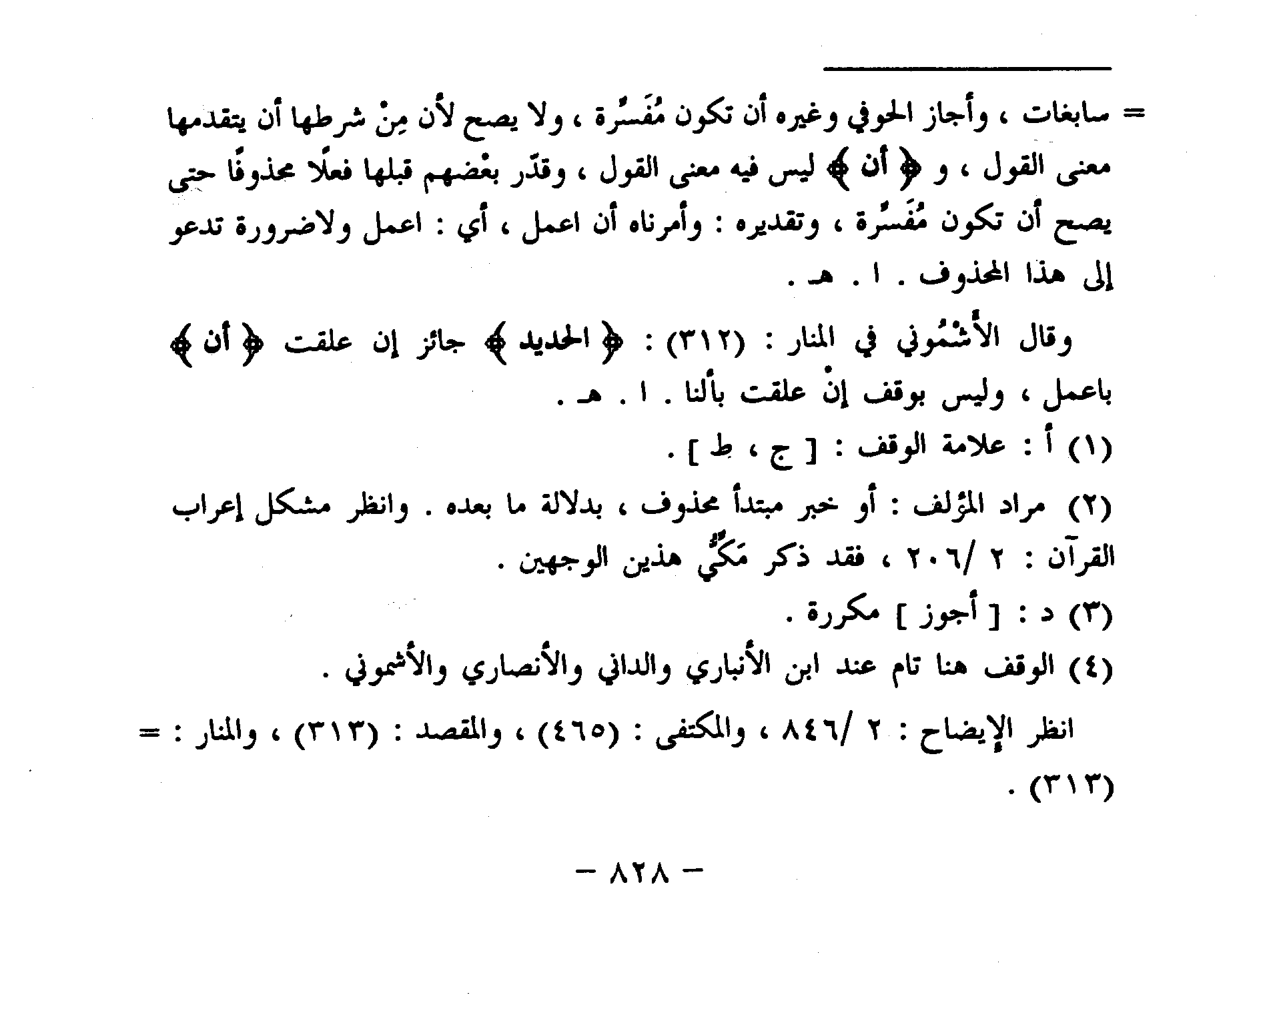 = سابغات ، وأجاز الحوفي وغيره أن تكون مُفَسِّرة ، ولا يصح لأن مِنْ شرطها أن يتقدمها
معنى القول ، و ﴿ أن ﴾ ليس فيه معنى القول ، وقدّر بعْضهم قبلها فعلًا محذوفًا حتى
يصح أن تكون مُفَسِّرة ، وتقديره : وأمرناه أن اعمل ، أي : اعمل ولاضرورة تدعو
إلى هذا المحذوف . ا . هـ .
وقال الأَشْمُوني في المنار : (٣١٢) : ﴿ الحديد ﴾ جائز إن علقت ﴿ أن ﴾
باعمل ، وليس بوقف إنْ علقت بألنا . ا . هـ .
(١) أ : علامة الوقف : [ ج ، ط ] .
(٢) مراد المؤلف : أو خبر مبتدأ محذوف ، بدلالة ما بعده . وانظر مشكل إعراب
القرآن : ٢ /٢٠٦ ، فقد ذكر مَكِّيُّ هذين الوجهين .
(٣) د : [ أجوز ] مكررة .
(٤) الوقف هنا تام عند ابن الأنباري والداني والأنصاري والأشموني .
انظر الإيضاح : ٢ /٨٤٦ ، والمكتفى : (٤٦٥) ، والمقصد : (٣١٣) ، والمنار : =
(٣١٣) .
– ٨٢٨ –